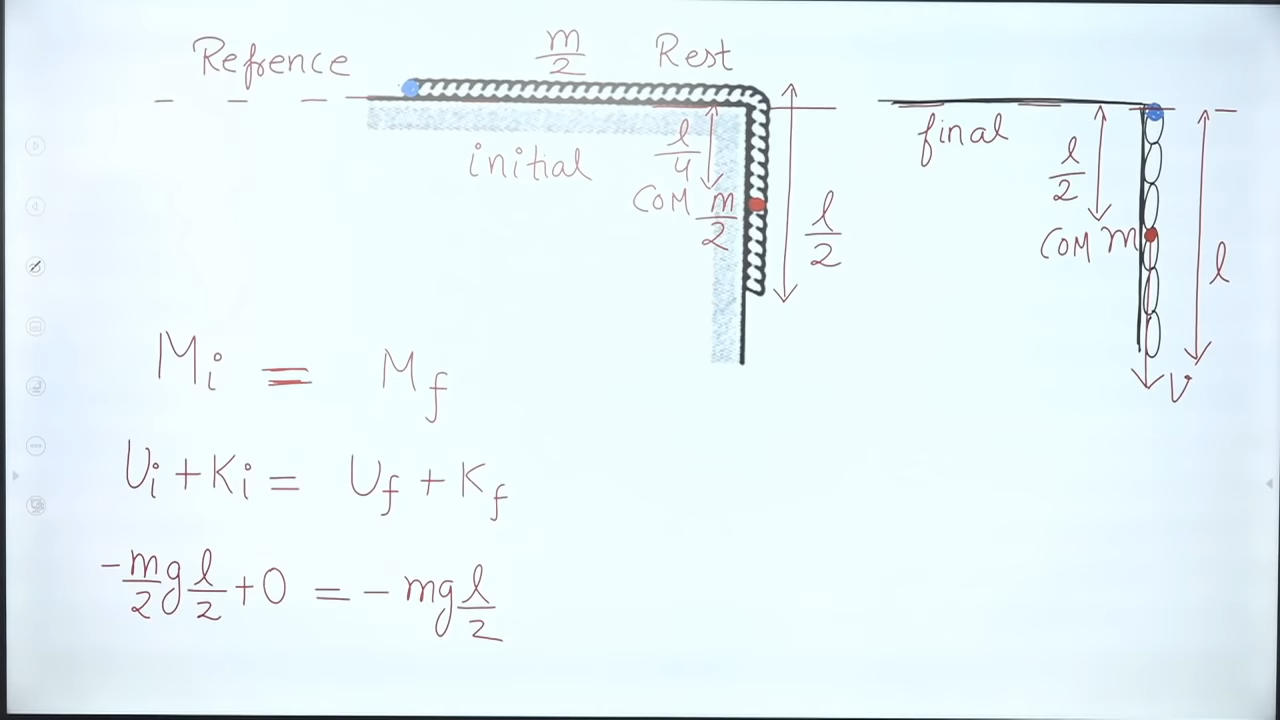 Refrence
m/2
Rest
initial
l/4
COM m/2
l/2
final
l/2
COM m
l
V
Mi = Mf
Ui + Ki = Uf + Kf
-m/2 g l/2 + 0 = - mg l/2